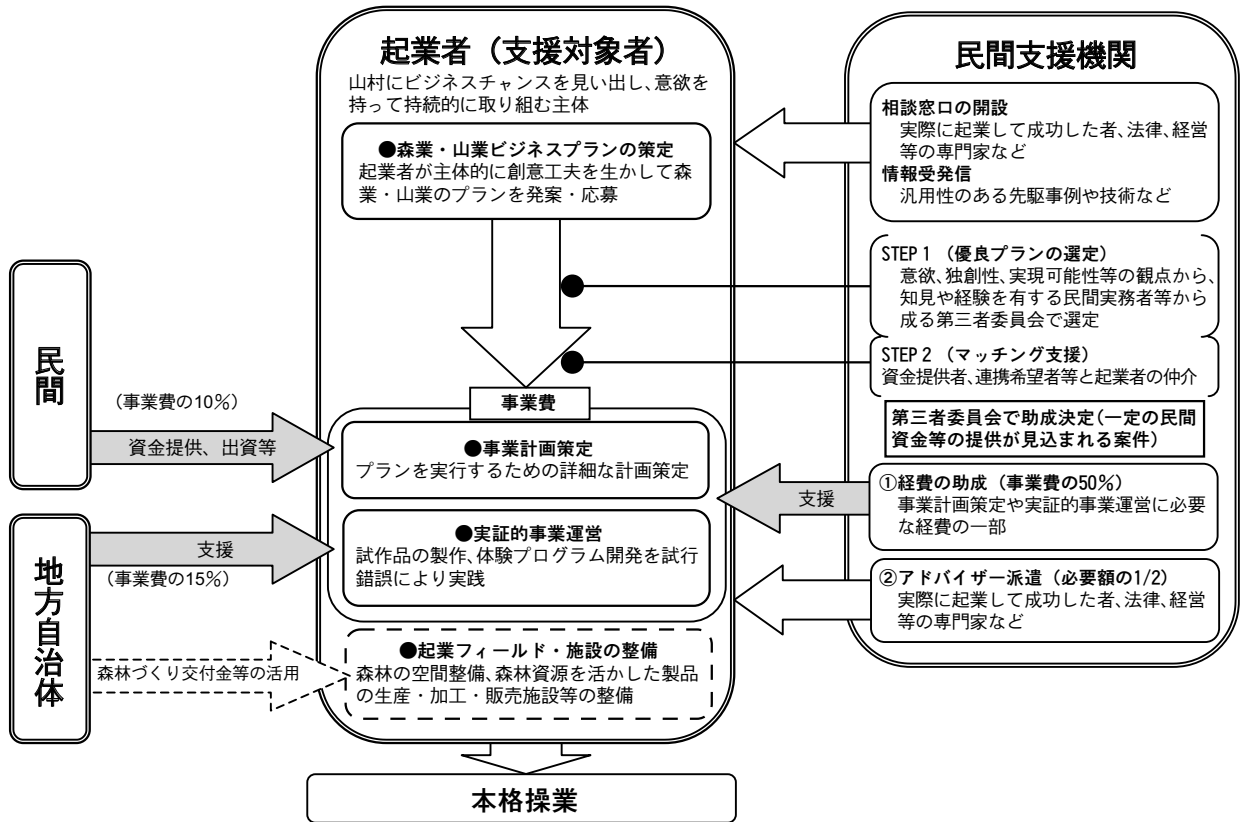 起業者（支援対象者）
山村にビジネスチャンスを見い出し、意欲を
持って持続的に取り組む主体
●森業・山業ビジネスプランの策定
起業者が主体的に創意工夫を生かして森
業・山業のプランを発案・応募
事業費
●事業計画策定
プランを実行するための詳細な計画策定
●実証的事業運営
試作品の製作、体験プログラム開発を試行
錯誤により実践
●起業フィールド・施設の整備
森林の空間整備、森林資源を活かした製品
の生産・加工・販売施設等の整備
本格操業
民間
（事業費の10％）
資金提供、出資等
地方自治体
支援
（事業費の15％）
森林づくり交付金等の活用
民間支援機関
相談窓口の開設
実際に起業して成功した者、法律、経営
等の専門家など
情報受発信
汎用性のある先駆事例や技術など
STEP１（優良プランの選定）
意欲、独創性、実現可能性等の観点から、
知見や経験を有する民間実務者等から
成る第三者委員会で選定
STEP２（マッチング支援）
資金提供者、連携希望者等と起業者の仲介
第三者委員会で助成決定(一定の民間
資金等の提供が見込まれる案件)
支援
①経費の助成（事業費の50％）
事業計画策定や実証的事業運営に必要
な経費の一部
②アドバイザー派遣（必要額の1/2）
実際に起業して成功した者、法律、経営
等の専門家など